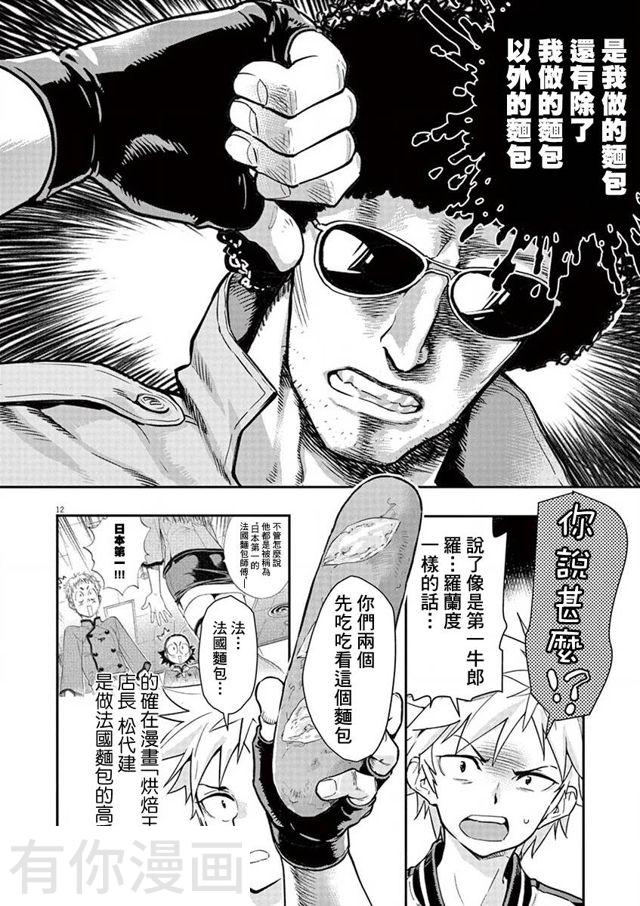 是我做的麵包
還有除了
我做的麵包
以外的麵包
你說甚麼!?
說了像是第一牛郎
羅…羅蘭度
一樣的話…
你們兩個
先吃吃看這個麵包
12
不管怎麼說
他都是被稱為
日本第一的
法國麵包師傅–
日本第一!!!
法…
法國麵包…
的確在漫畫「烘焙王
店長 松代建
是做法國麵包的高
有你漫画